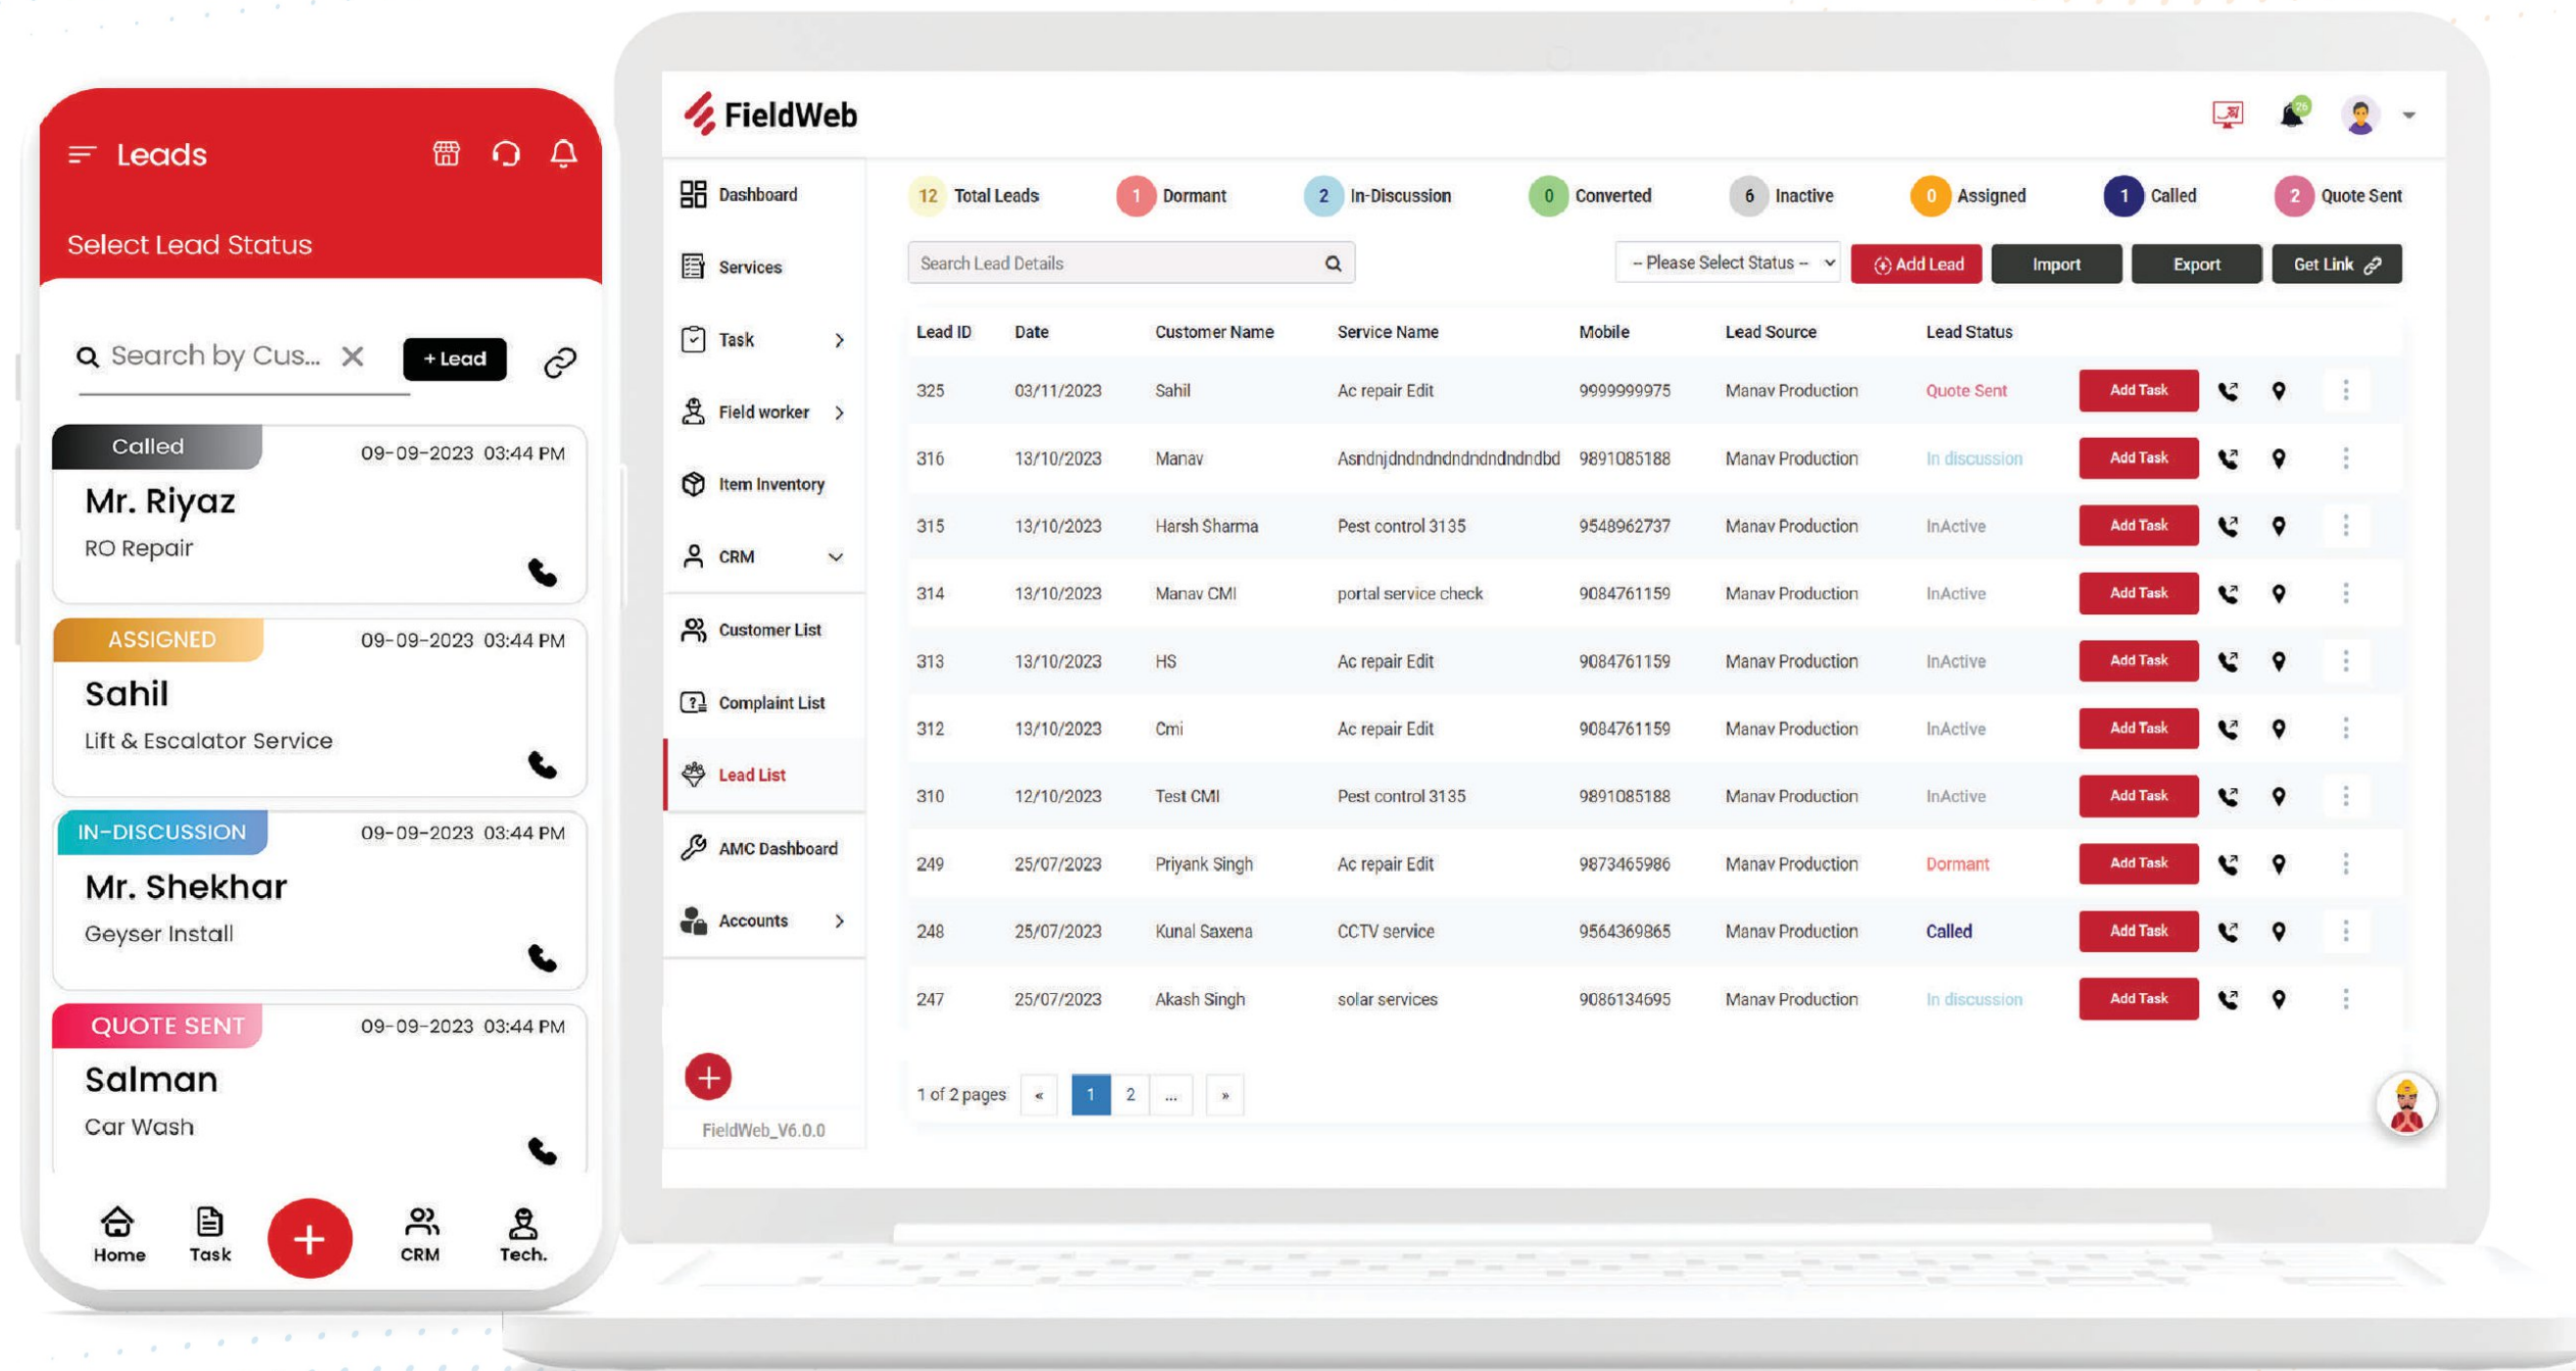 Leads
Select Lead Status
Search by Cus...
+ Lead
Called
09-09-2023 03:44 PM
Mr. Riyaz
RO Repair
ASSIGNED
09-09-2023 03:44 PM
Sahil
Lift & Escalator Service
IN-DISCUSSION
09-09-2023 03:44 PM
Mr. Shekhar
Geyser Install
QUOTE SENT
09-09-2023 03:44 PM
Salman
Car Wash
Home Task + CRM Tech.
FieldWeb
26
Dashboard
Services
Task
Field worker
Item Inventory
CRM
Customer List
Complaint List
Lead List
AMC Dashboard
Accounts
FieldWeb_V6.0.0
12 Total Leads 1 Dormant 2 In-Discussion 0 Converted 6 Inactive 0 Assigned 1 Called 2 Quote Sent
Search Lead Details -- Please Select Status -- Add Lead Import Export Get Link
Lead ID Date Customer Name Service Name Mobile Lead Source Lead Status
325 03/11/2023 Sahil Ac repair Edit 9999999975 Manav Production Quote Sent Add Task
316 13/10/2023 Manav Asndnjdndndndndndndndndbd 9891085188 Manav Production In discussion Add Task
315 13/10/2023 Harsh Sharma Pest control 3135 9548962737 Manav Production InActive Add Task
314 13/10/2023 Manav CMI portal service check 9084761159 Manav Production InActive Add Task
313 13/10/2023 HS Ac repair Edit 9084761159 Manav Production InActive Add Task
312 13/10/2023 Cmi Ac repair Edit 9084761159 Manav Production InActive Add Task
310 12/10/2023 Test CMI Pest control 3135 9891085188 Manav Production InActive Add Task
249 25/07/2023 Priyank Singh Ac repair Edit 9873465986 Manav Production Dormant Add Task
248 25/07/2023 Kunal Saxena CCTV service 9564369865 Manav Production Called Add Task
247 25/07/2023 Akash Singh solar services 9086134695 Manav Production In discussion Add Task
1 of 2 pages « 1 2 ... »